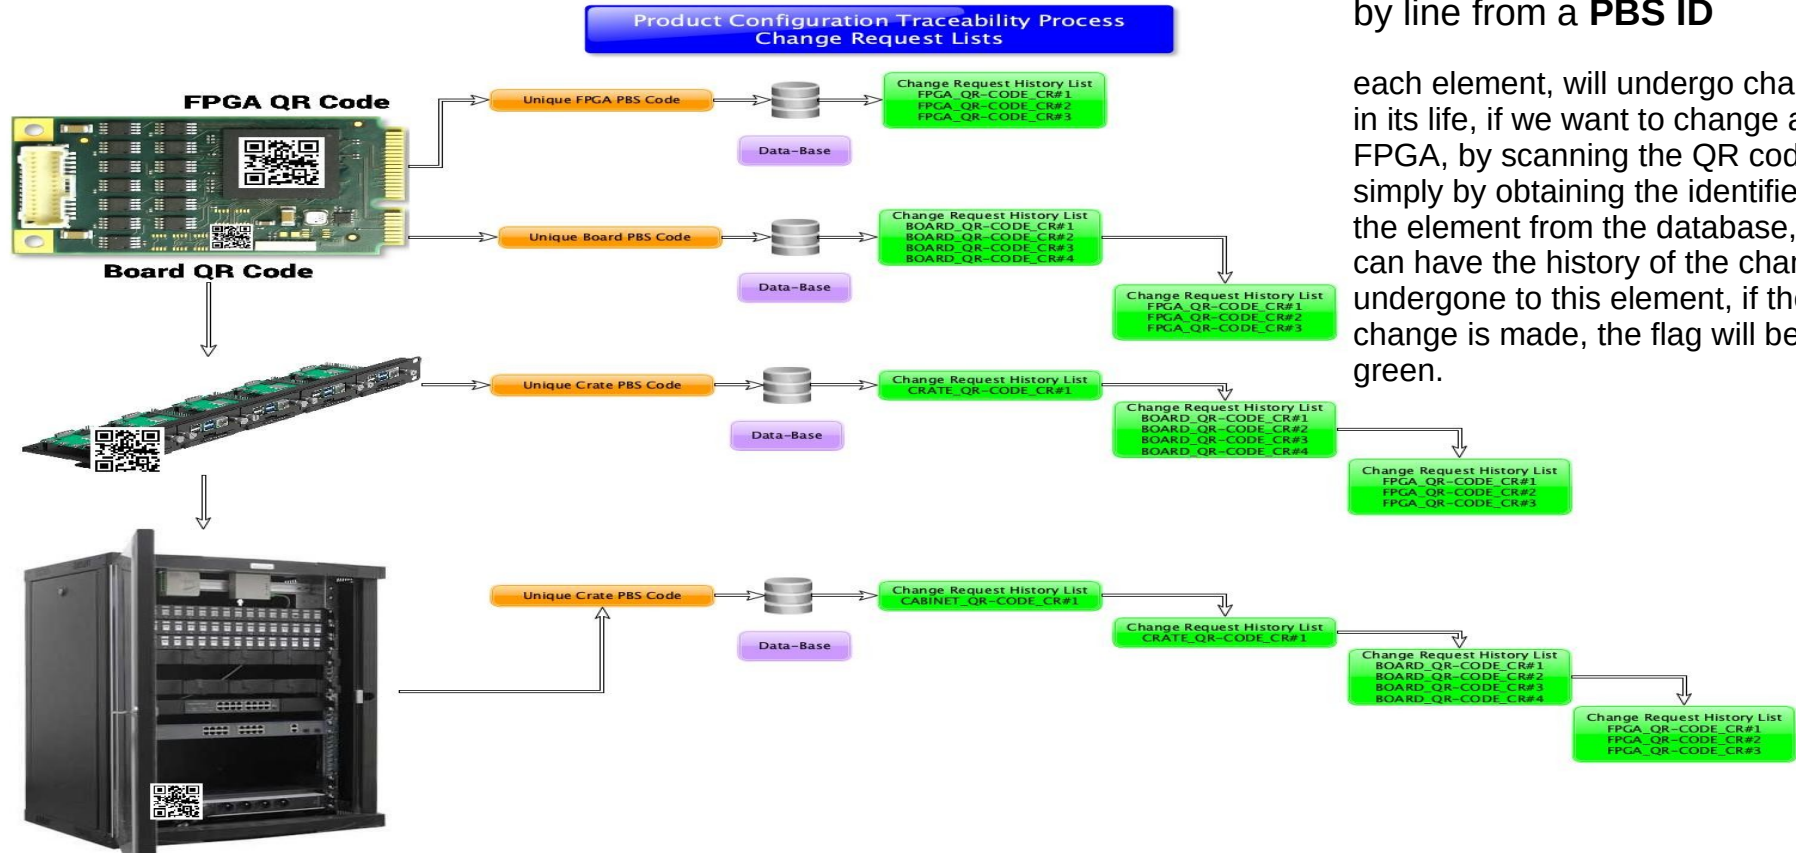 Product Configuration Traceability Process
Change Request Lists
by line from a PBS ID
each element, will undergo
in its life, if we want to change
FPGA, by scanning the QR
simply by obtaining the
the element from the database,
can have the history of the
undergone to this element, if
change is made, the flag will be
green.
FPGA QR Code
Unique FPGA PBS Code
Data-Base
Change Request History List
FPGA_QR-CODE_CR#1
FPGA_QR-CODE_CR#2
FPGA_QR-CODE_CR#3
Board QR Code
Unique Board PBS Code
Data-Base
Change Request History List
BOARD_QR-CODE_CR#1
BOARD_QR-CODE_CR#2
BOARD_QR-CODE_CR#3
BOARD_QR-CODE_CR#4
Change Request History List
FPGA_QR-CODE_CR#1
FPGA_QR-CODE_CR#2
FPGA_QR-CODE_CR#3
Unique Crate PBS Code
Data-Base
Change Request History List
CRATE_QR-CODE_CR#1
Change Request History List
BOARD_QR-CODE_CR#1
BOARD_QR-CODE_CR#2
BOARD_QR-CODE_CR#3
BOARD_QR-CODE_CR#4
Change Request History List
FPGA_QR-CODE_CR#1
FPGA_QR-CODE_CR#2
FPGA_QR-CODE_CR#3
Unique Crate PBS Code
Data-Base
Change Request History List
CABINET_QR-CODE_CR#1
Change Request History List
CRATE_QR-CODE_CR#1
Change Request History List
BOARD_QR-CODE_CR#1
BOARD_QR-CODE_CR#2
BOARD_QR-CODE_CR#3
BOARD_QR-CODE_CR#4
Change Request History List
FPGA_QR-CODE_CR#1
FPGA_QR-CODE_CR#2
FPGA_QR-CODE_CR#3